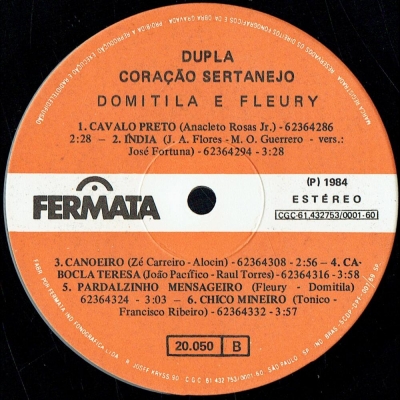 DUPLA
CORAÇÃO SERTANEJO
DOMITILA E FLEURY
1. CAVALO PRETO (Anacleto Rosas Jr.) - 62364286
2:28 — 2. ÍNDIA (J. A. Flores - M. O. Guerrero - vers.:
José Fortuna) - 62364294 - 3:28
FERMATA
(P) 1984
ESTÉREO
CGC-61.432753/0001-60
3. CANOEIRO (Zé Carreiro - Alocin) - 62364308 - 2:56 — 4. CA-
BOCLA TERESA (João Pacífico - Raul Torres) - 62364316 - 3:58
5. PARDALZINHO MENSAGEIRO (Fleury - Domitila)
62364324 - 3:03 — 6. CHICO MINEIRO (Tonico -
Francisco Ribeiro) - 62364332 - 3:57
20.050 B